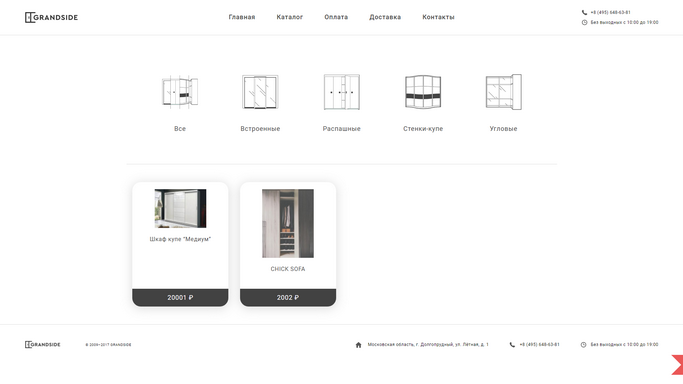 GRANDSIDE
Главная Каталог Оплата Доставка Контакты
+8 (495) 648-63-81
Без выходных с 10:00 до 19:00
Все Встроенные Распашные Стенки-купе Угловые
Шкаф купе "Медиум"
20001 ₽
CHICK SOFA
2002 ₽
GRANDSIDE
© 2009–2017 GRANDSIDE
Московская область, г. Долгопрудный, ул. Летная, д. 1
+8 (495) 648-63-81
Без выходных с 10:00 до 19:00